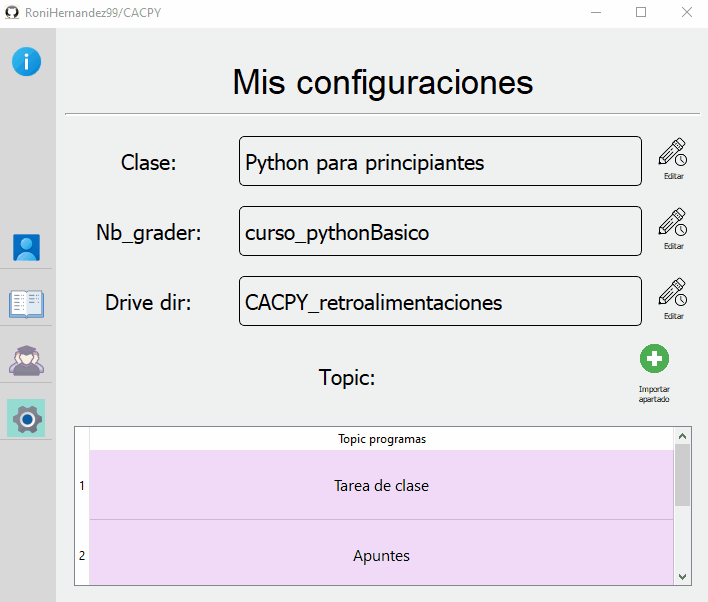 RoniHernandez99/CACPY
Mis configuraciones
Clase:
Python para principiantes
Editar
Nb_grader:
curso_pythonBasico
Editar
Drive dir:
CACPY_retroalimentaciones
Editar
Topic:
Importar
apartado
Topic programas
1 Tarea de clase
2 Apuntes